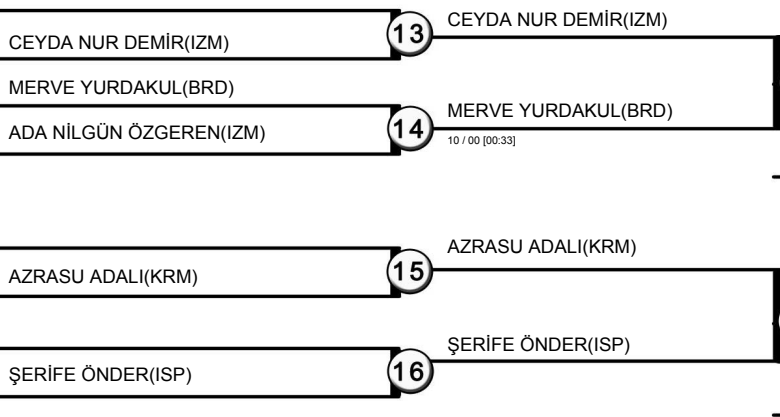 CEYDA NUR DEMİR(IZM)
13
CEYDA NUR DEMİR(IZM)
MERVE YURDAKUL(BRD)
ADA NİLGÜN ÖZGEREN(IZM)
14
MERVE YURDAKUL(BRD)
10 / 00 [00:33]
AZRASU ADALI(KRM)
15
AZRASU ADALI(KRM)
ŞERİFE ÖNDER(ISP)
16
ŞERİFE ÖNDER(ISP)